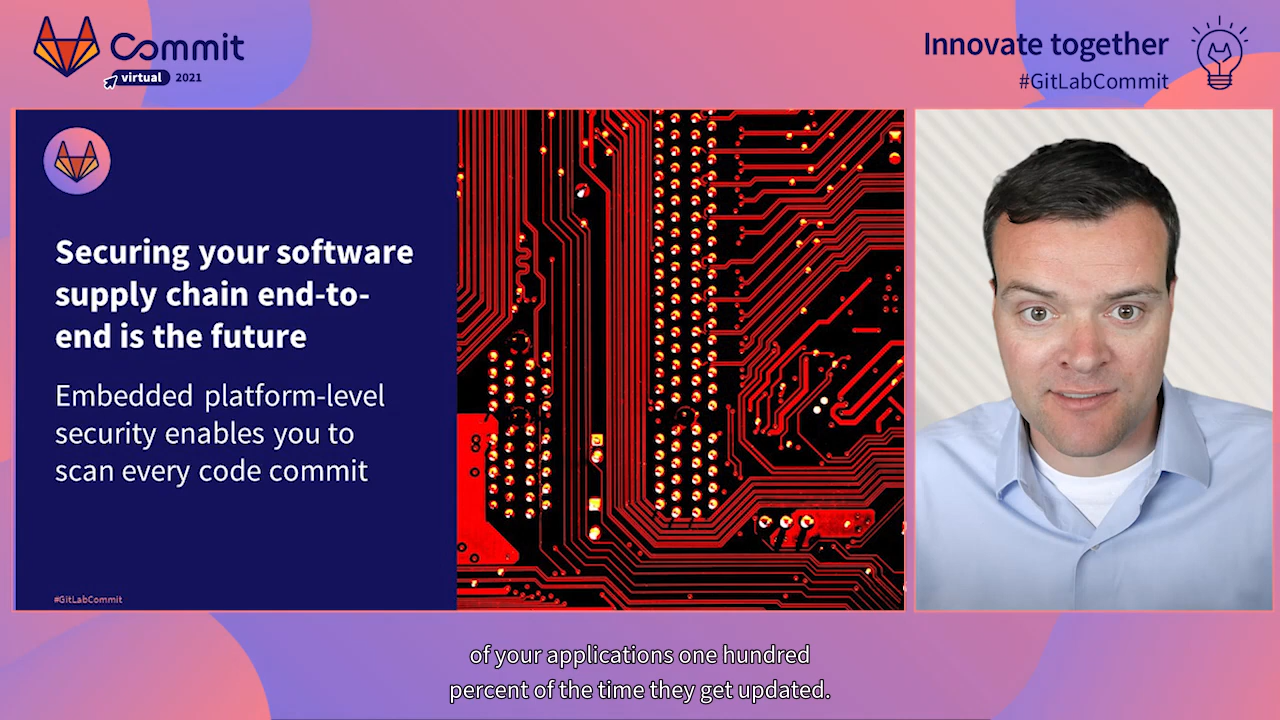 Commit
virtual 2021
Innovate together
#GitLabCommit
Securing your software
supply chain end-to-
end is the future
Embedded platform-level
security enables you to
scan every code commit
#GitLabCommit
of your applications one hundred
percent of the time they get updated.